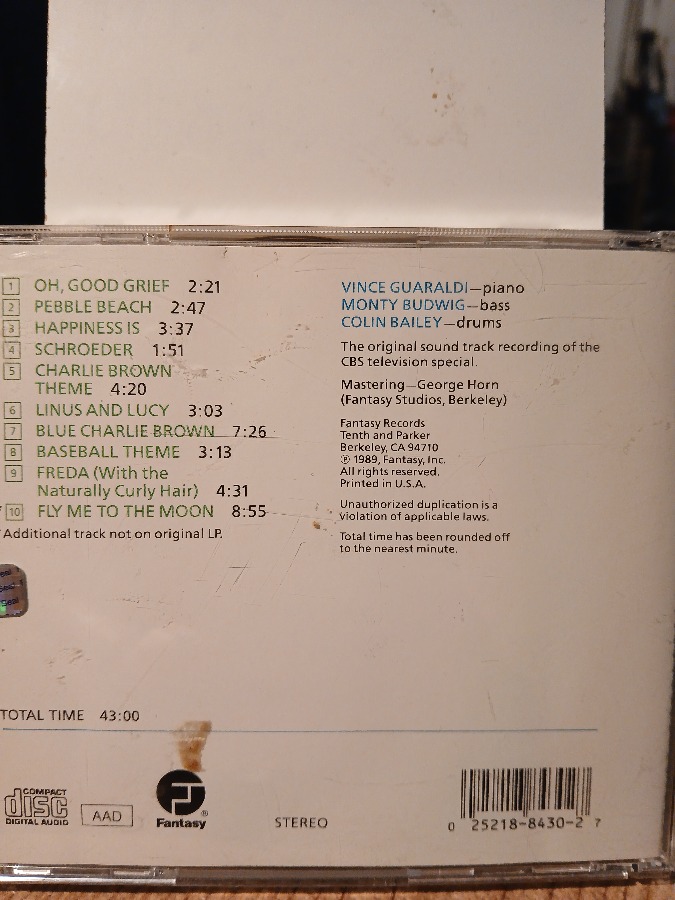 1 OH, GOOD GRIEF 2:21
2 PEBBLE BEACH 2:47
3 HAPPINESS IS 3:37
4 SCHROEDER 1:51
5 CHARLIE BROWN
THEME 4:20
6 LINUS AND LUCY 3:03
7 BLUE CHARLIE BROWN 7:26
8 BASEBALL THEME 3:13
9 FREDA (With the
Naturally Curly Hair) 4:31
10 FLY ME TO THE MOON 8:55
Additional track not on original LP.
TOTAL TIME 43:00
VINCE GUARALDI—piano
MONTY BUDWIG—bass
COLIN BAILEY—drums
The original sound track recording of the
CBS television special.
Mastering—George Horn
(Fantasy Studios, Berkeley)
Fantasy Records
Tenth and Parker
Berkeley, CA 94710
℗ 1989, Fantasy, Inc.
All rights reserved.
Printed in U.S.A.
Unauthorized duplication is a
violation of applicable laws.
Total time has been rounded off
to the nearest minute.
COMPACT
disc
DIGITAL AUDIO
AAD
Fantasy®
STEREO
0 25218-8430-2 7